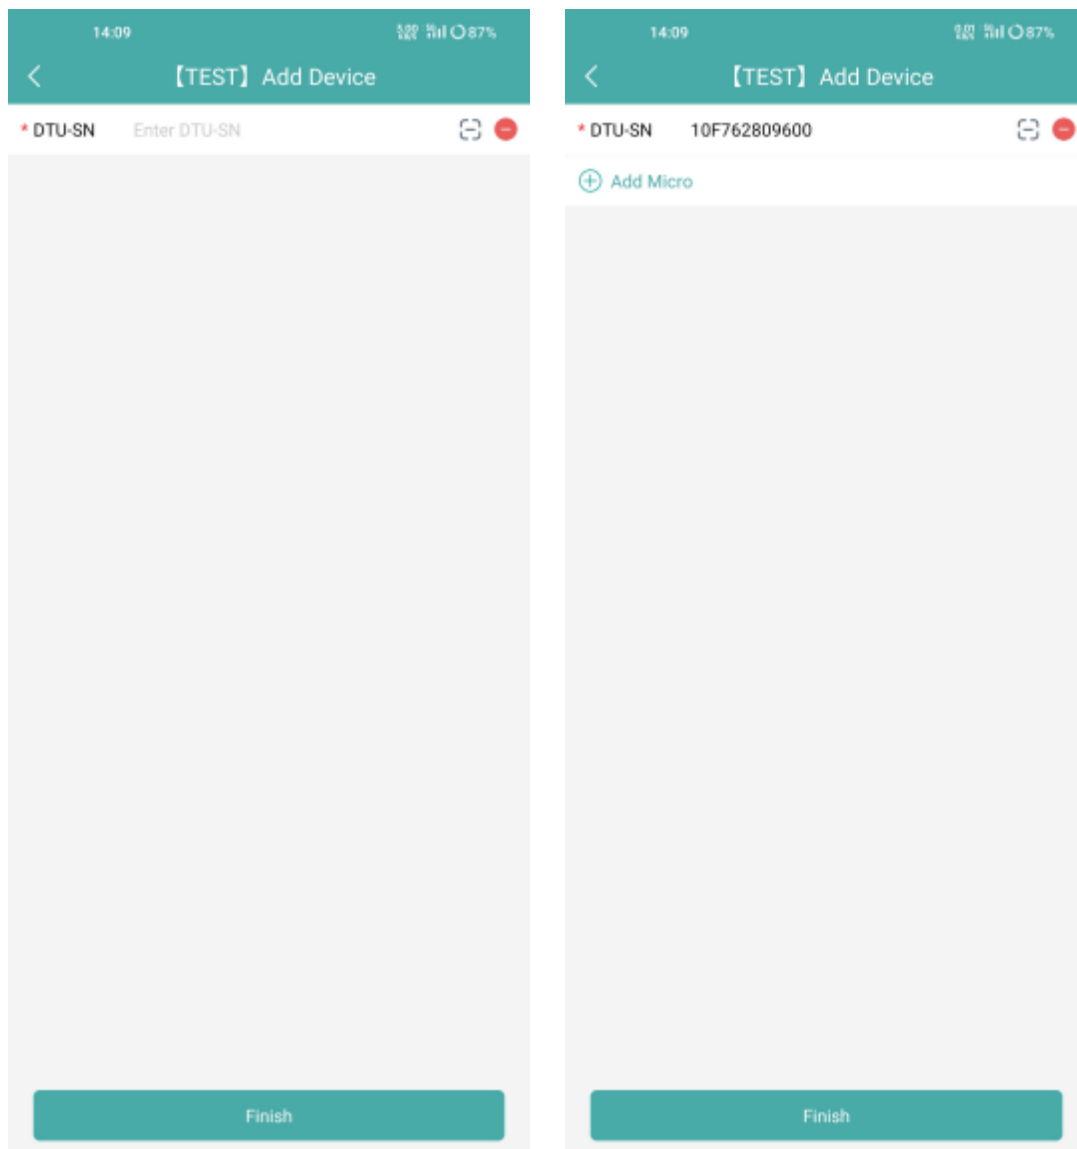 14:09
87%
【TEST】 Add Device
* DTU-SN Enter DTU-SN
Finish
14:09
87%
【TEST】 Add Device
* DTU-SN 10F762809600
Add Micro
Finish